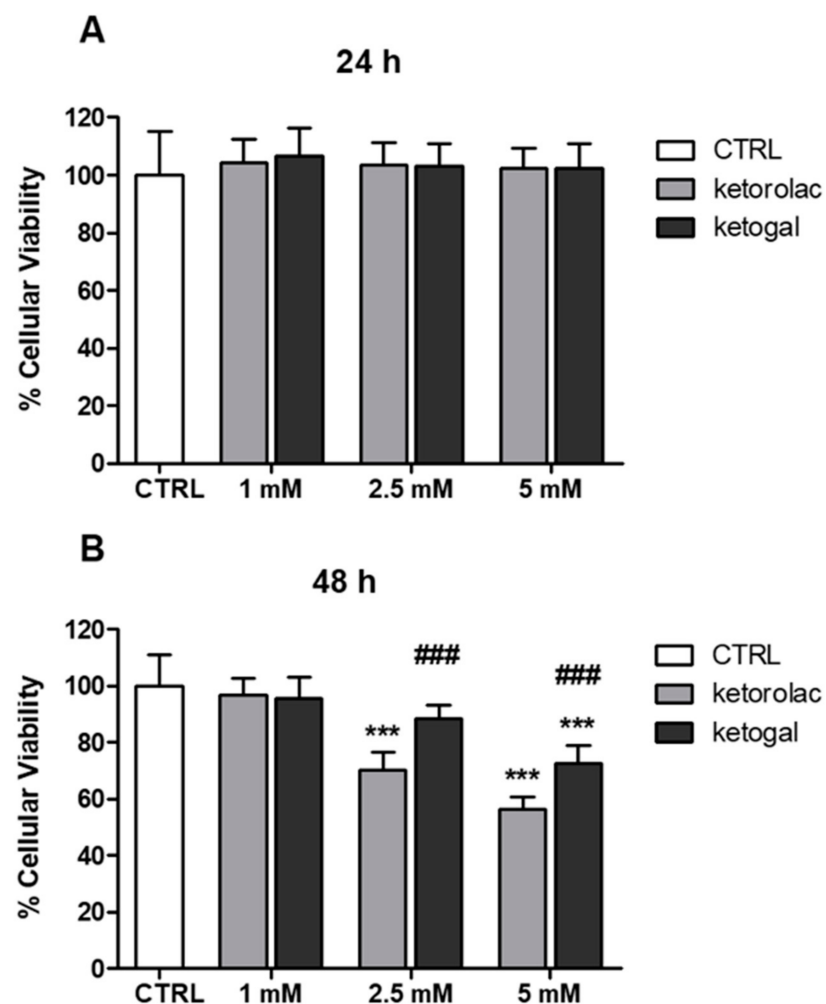 A
24 h
120
100
80
60
40
20
0
% Cellular Viability
CTRL
1 mM
2.5 mM
5 mM
CTRL
ketorolac
ketogal
B
48 h
120
100
80
60
40
20
0
% Cellular Viability
***
###
***
###
***
CTRL
1 mM
2.5 mM
5 mM
CTRL
ketorolac
ketogal